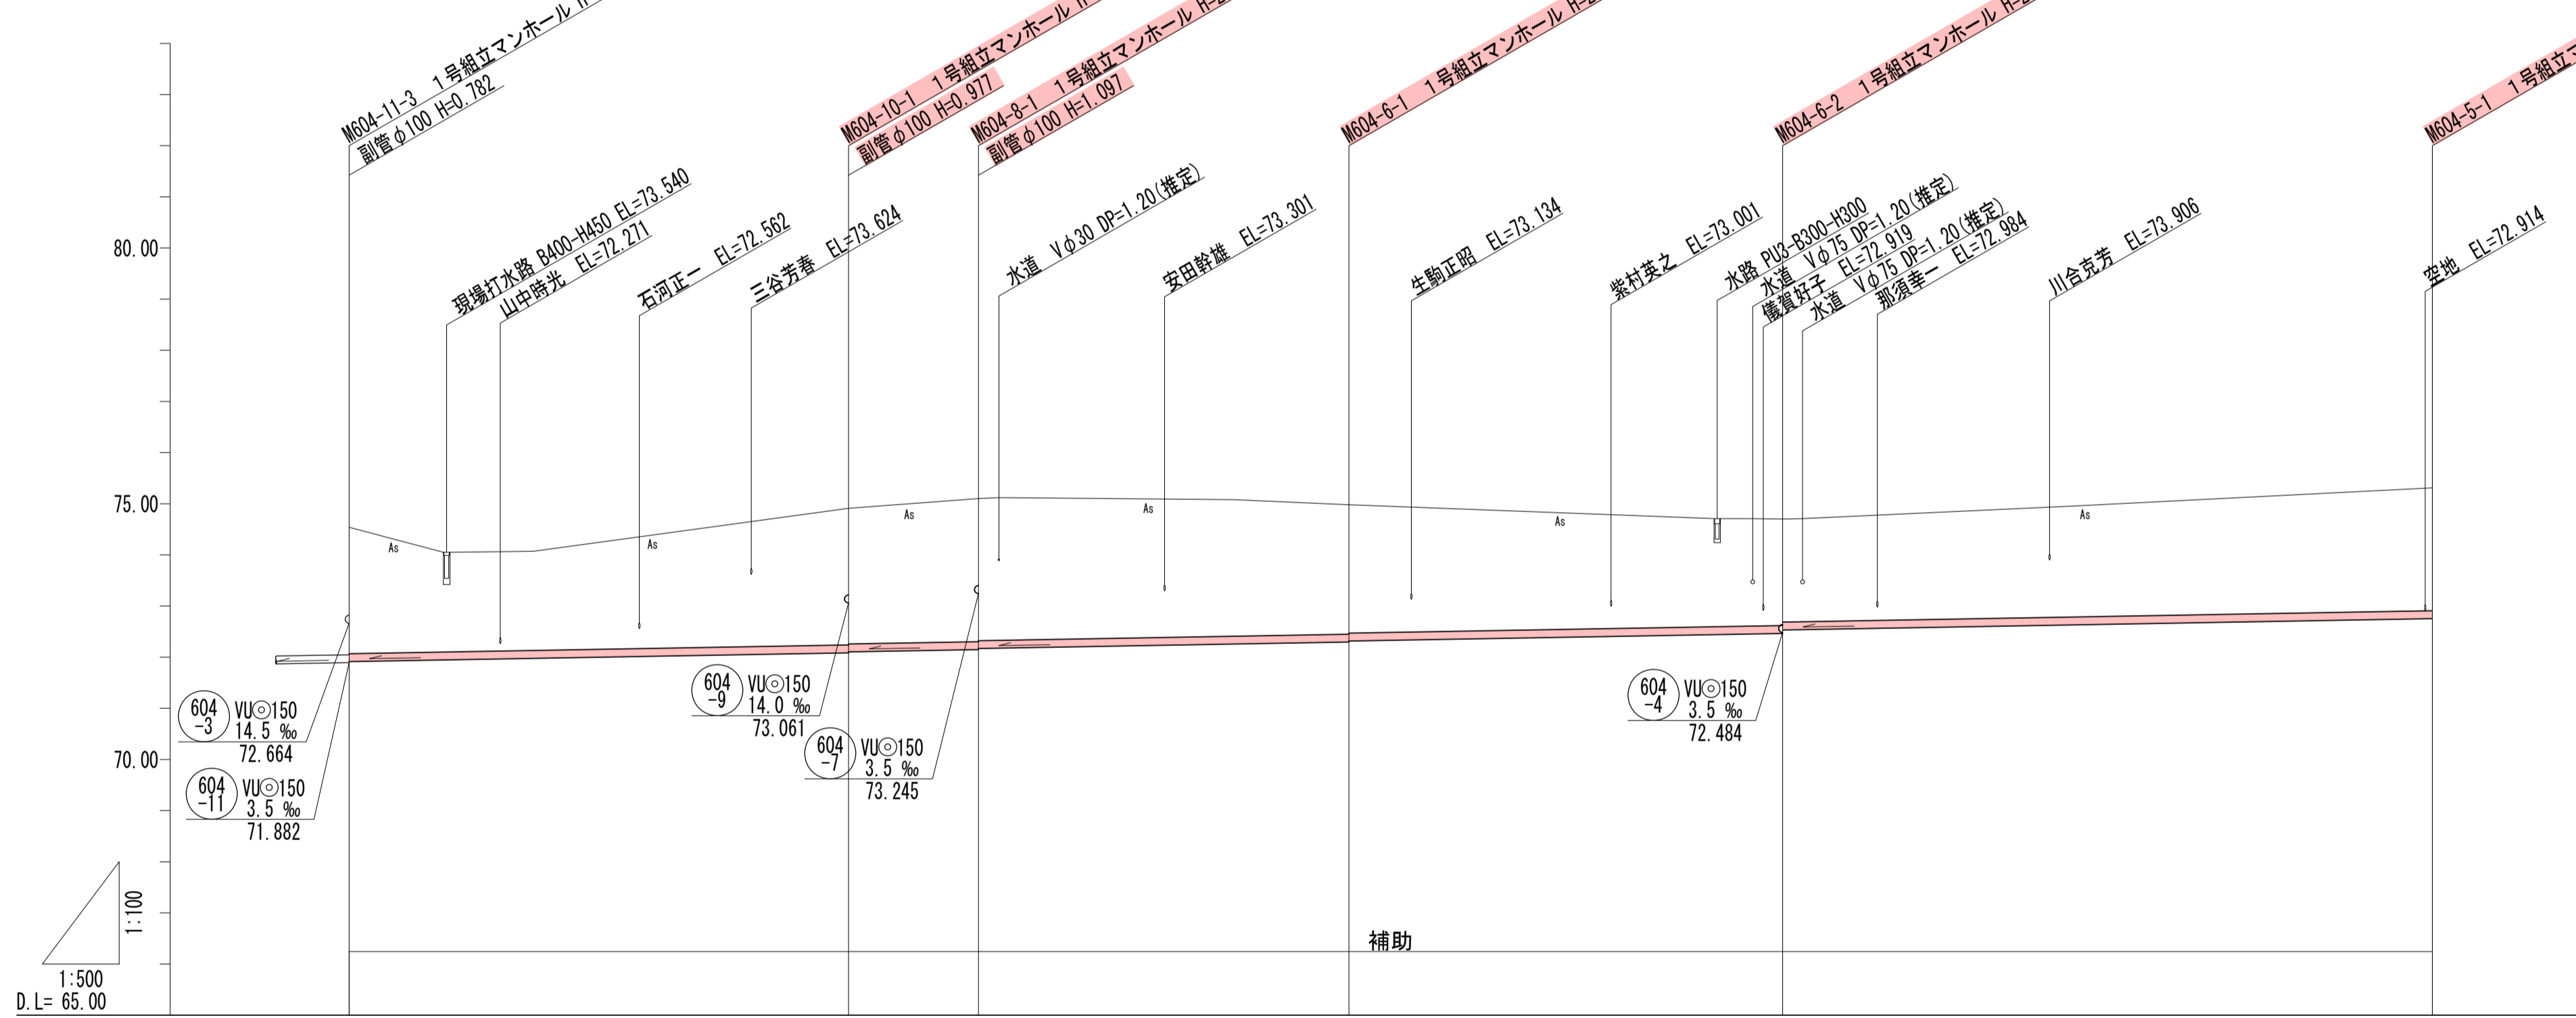 M604-11-3 1号組立マンホール
副管φ100 H=0.782
M604-10-1 1号組立マンホール
副管φ100 H=0.977
M604-8-1 1号組立マンホール
副管φ100 H=1.097
M604-6-1 1号組立マンホール
M604-6-2 1号組立マンホール
M604-5-1 1号組立
現場打水路 B400-H450 EL=73.540
山中時光 EL=72.271
石河正一 EL=72.562
三谷芳春 EL=73.624
水道 Vφ30 DP=1.20(推定)
安田幹雄 EL=73.301
生駒正昭 EL=73.134
紫村英之 EL=73.001
水路 PU3-B300-H300
水道 Vφ75 DP=1.20(推定)
儀賀好子 EL=72.919
水道 Vφ75 DP=1.20(推定)
那須幸一 EL=72.984
川合克芳 EL=73.906
空地 EL=72.914
80.00
75.00
70.00
As
As
As
As
As
As
604
-3
VU◎150
14.5 ‰
72.664
604
-11
VU◎150
3.5 ‰
71.882
604
-9
VU◎150
14.0 ‰
73.061
604
-7
VU◎150
3.5 ‰
73.245
604
-4
VU◎150
3.5 ‰
72.484
補助
1:100
1:500
D.L= 65.00